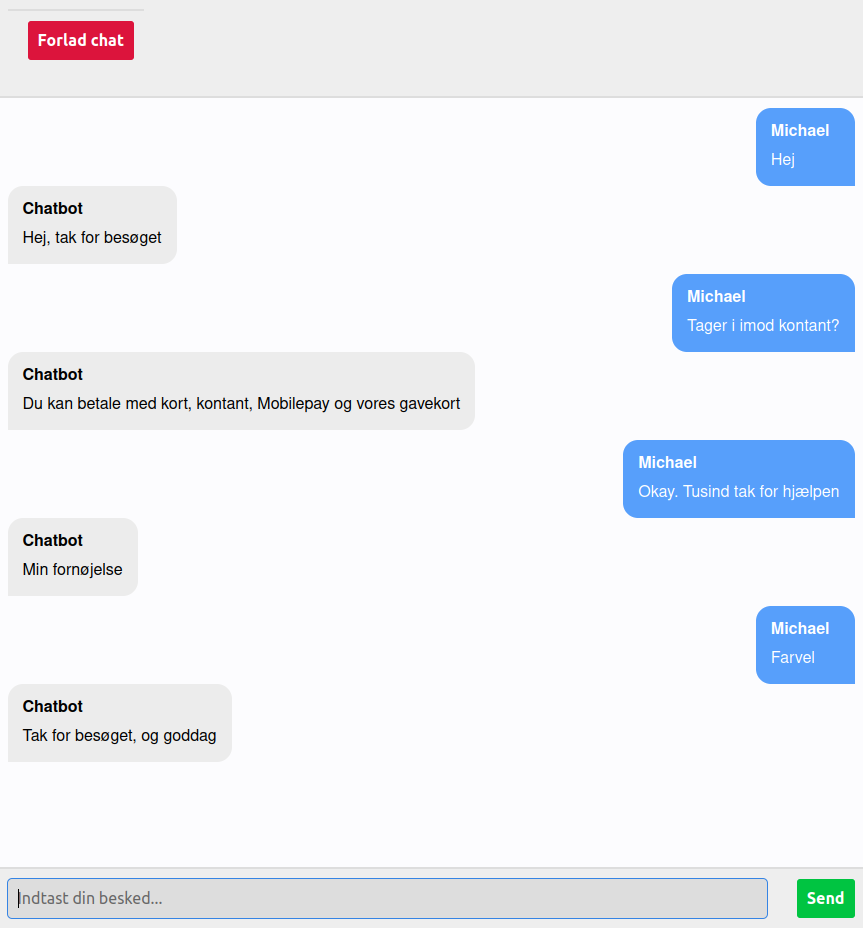 Forlad chat
Michael
Hej
Chatbot
Hej, tak for besøget
Michael
Tager i imod kontant?
Chatbot
Du kan betale med kort, kontant, Mobilepay og vores gavekort
Michael
Okay. Tusind tak for hjælpen
Chatbot
Min fornøjelse
Michael
Farvel
Chatbot
Tak for besøget, og goddag
Indtast din besked...
Send